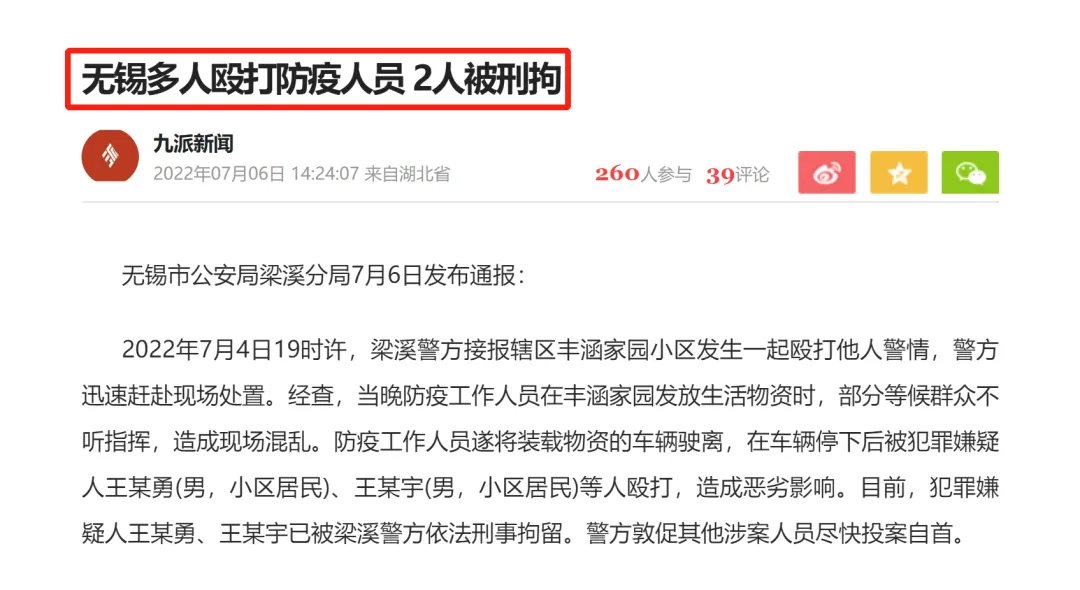 无锡多人殴打防疫人员 2人被刑拘
九派新闻
2022年07月06日 14:24:07 来自湖北省
260人参与 39评论
无锡市公安局梁溪分局7月6日发布通报：
2022年7月4日19时许，梁溪警方接报辖区丰涵家园小区发生一起殴打他人警情，警方
迅速赶赴现场处置。经查，当晚防疫工作人员在丰涵家园发放生活物资时，部分等候群众不
听指挥，造成现场混乱。防疫工作人员遂将装载物资的车辆驶离，在车辆停下后被犯罪嫌疑
人王某勇(男，小区居民)、王某宇(男，小区居民)等人殴打，造成恶劣影响。目前，犯罪嫌
疑人王某勇、王某宇已被梁溪警方依法刑事拘留。警方敦促其他涉案人员尽快投案自首。